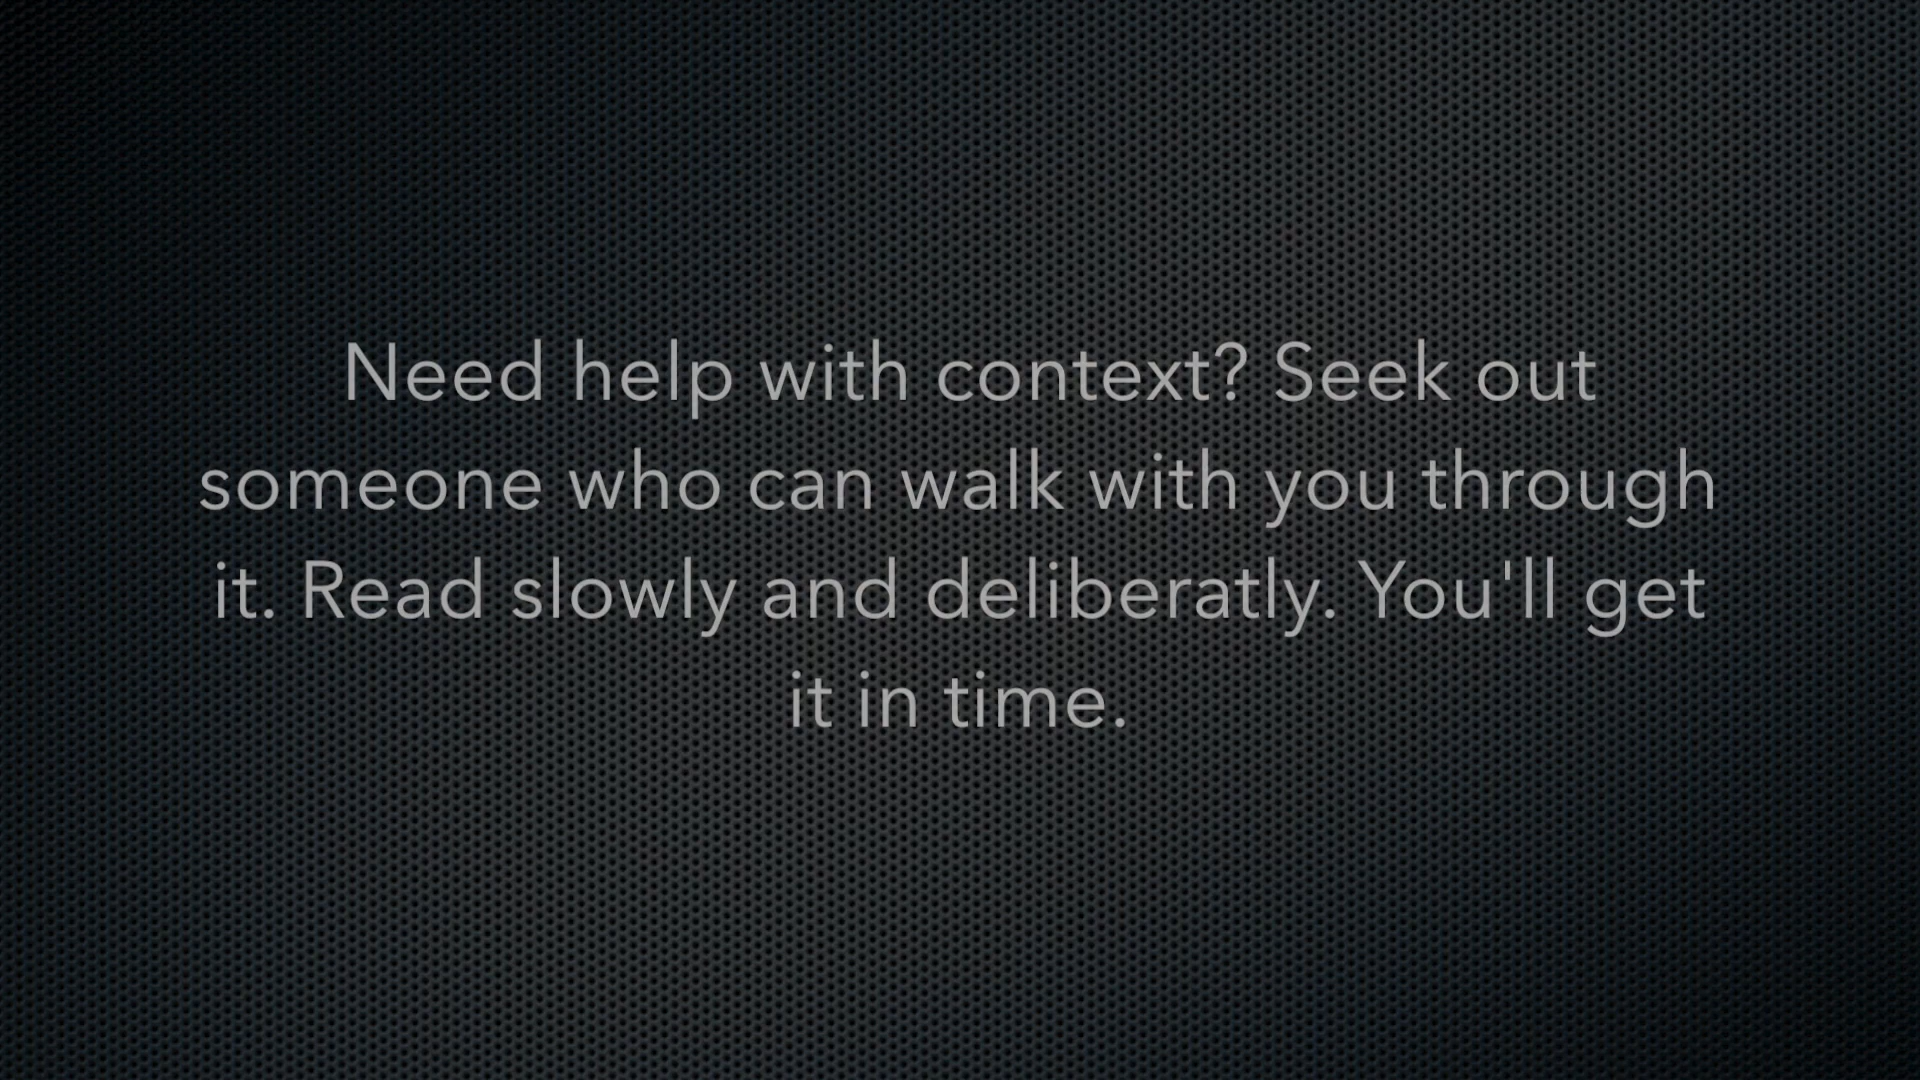 Need help with context? Seek out
someone who can walk with you through
it. Read slowly and deliberatly. You'll get
it in time.